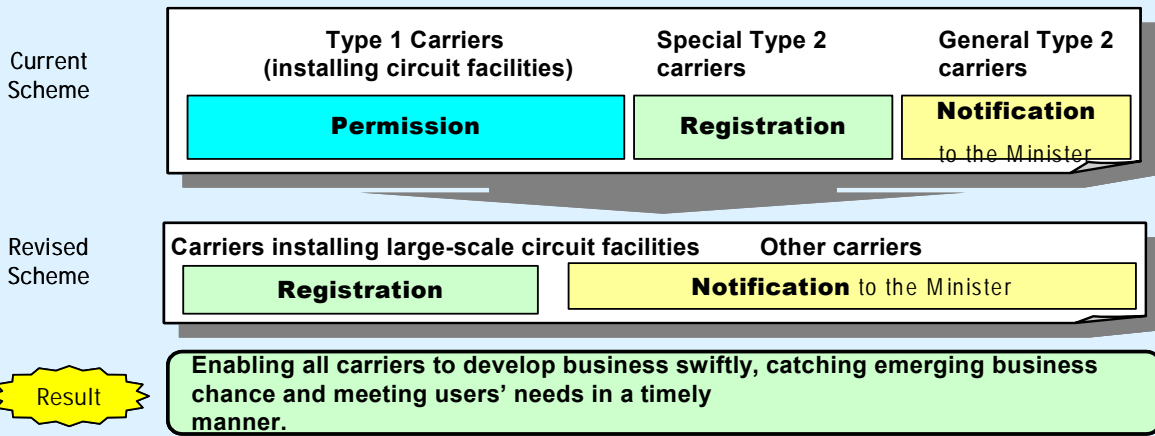 Current
Scheme
Type 1 Carriers
(installing circuit facilities)
Special Type 2
carriers
General Type 2
carriers
Permission
Registration
Notification
to the Minister
Revised
Scheme
Carriers installing large-scale circuit facilities
Other carriers
Registration
Notification to the Minister
Result
Enabling all carriers to develop business swiftly, catching emerging business
chance and meeting users’ needs in a timely
manner.